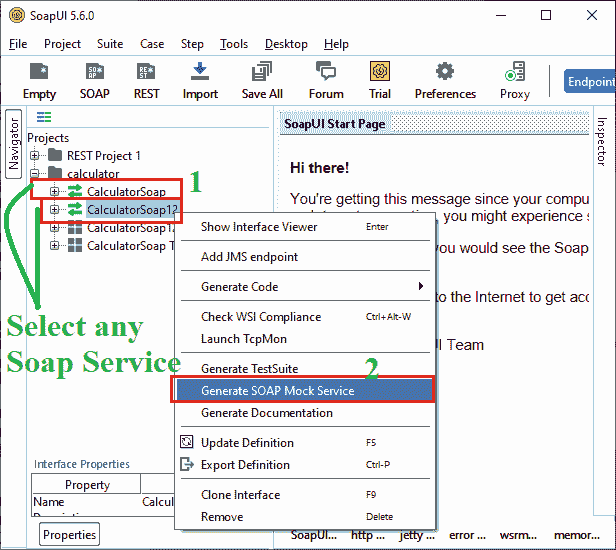 SoapUI 5.6.0
File Project Suite Case Step Tools Desktop Help
Empty SOAP REST Import Save All Forum Trial Preferences Proxy Endpoint
Navigator
Projects
REST Project 1
calculator
CalculatorSoap 1
CalculatorSoap12
CalculatorSoap12
CalculatorSoap T
Select any
Soap Service
Interface Properties
Property
Name Calcul
Properties
SoapUI Start Page
Inspector
Hi there!
You're getting this message since your compu
you might experience s
you would see the Soap
to the Internet to get acc
UI Team
Show Interface Viewer Enter
Add JMS endpoint
Generate Code
Check WSI Compliance Ctrl+Alt-W
Launch TcpMon
Generate TestSuite 2
Generate SOAP Mock Service
Generate Documentation
Update Definition F5
Export Definition Ctrl-P
Clone Interface F9
Remove Delete
SoapUI... http ... jetty ... error ... wsrm... memor...